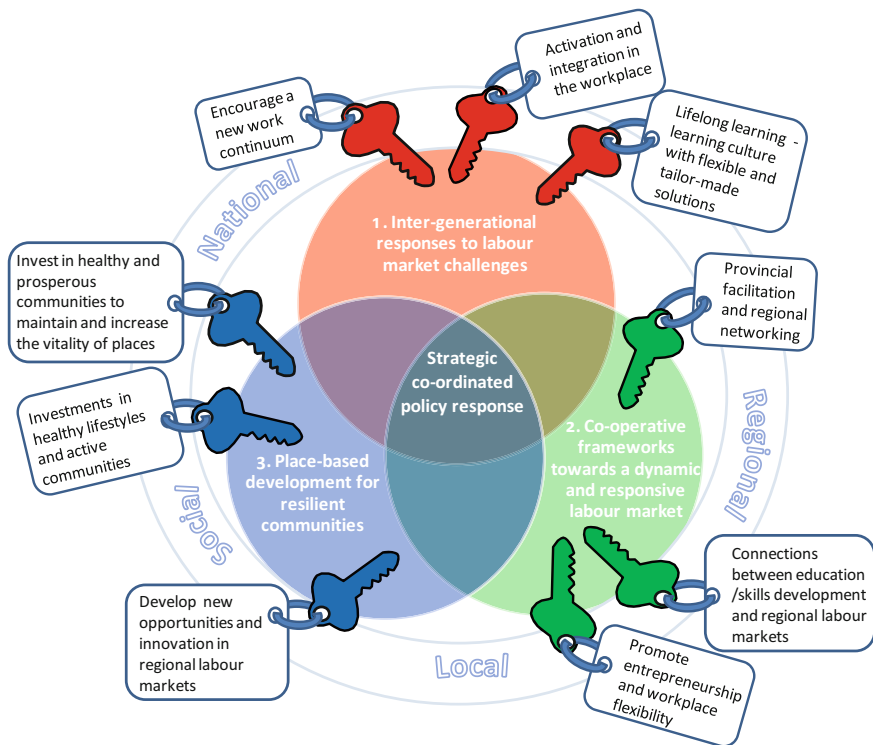 Activation and
integration in
the workplace
Encourage a
new work
continuum
Lifelong learning -
learning culture
with flexible and
tailor-made
solutions
National
1. Inter-generational
responses to labour
market challenges
Invest in healthy and
prosperous
communities to
maintain and increase
the vitality of places
Provincial
facilitation
and regional
networking
Strategic
co-ordinated
policy response
Investments in
healthy lifestyles
and active
communities
Regional
2. Co-operative
frameworks
towards a dynamic
and responsive
labour market
3. Place-based
development for
resilient
communities
Social
Connections
between education
/skills development
and regional labour
markets
Develop new
opportunities and
innovation in
regional labour
markets
Local
Promote
entrepreneurship
and workplace
flexibility